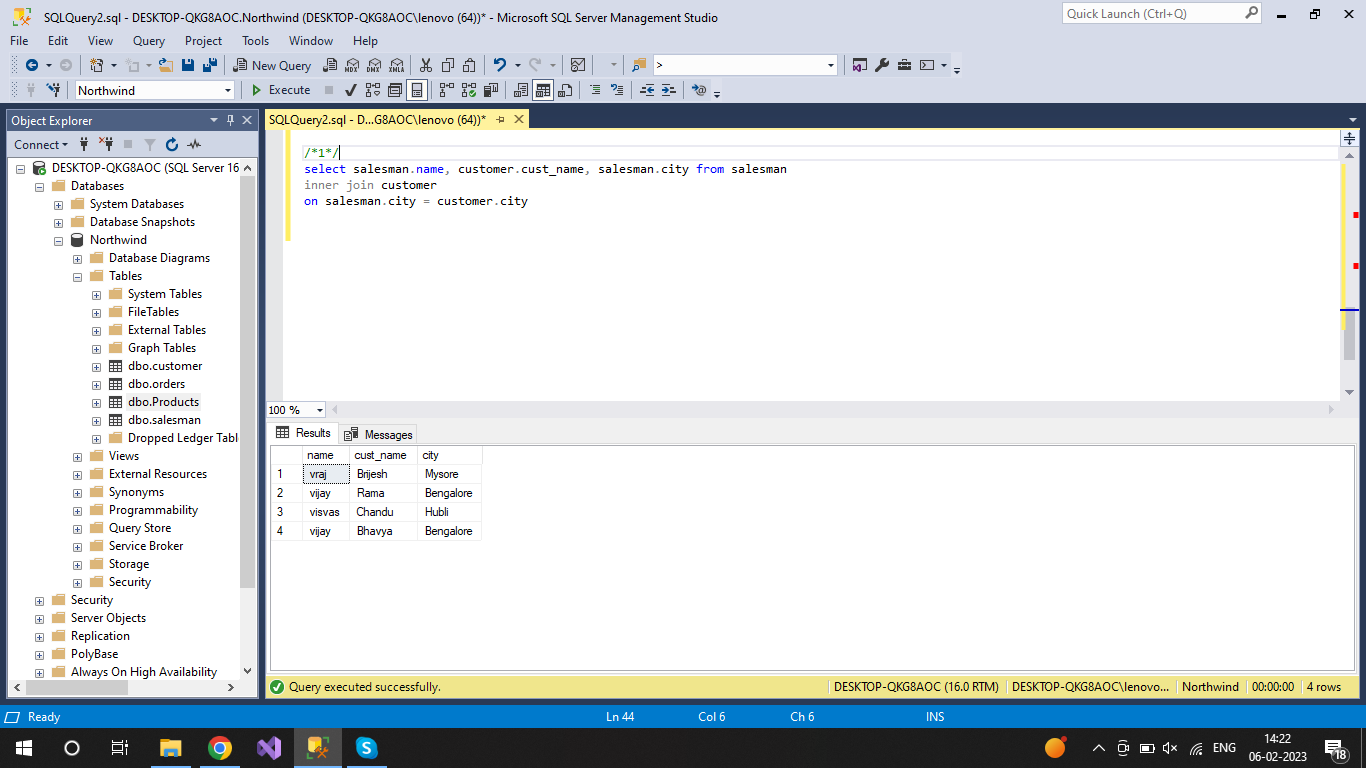 SQLQuery2.sql - DESKTOP-QKG8AOC.Northwind (DESKTOP-QKG8AOC\lenovo (64))* - Microsoft SQL Server Management Studio
Quick Launch (Ctrl+Q)
File Edit View Query Project Tools Window Help
New Query MDX DMX XMLA >
Northwind Execute
Object Explorer
SQLQuery2.sql - D...G8AOC\lenovo (64))*
Connect
DESKTOP-QKG8AOC (SQL Server 16
Databases
System Databases
Database Snapshots
Northwind
Database Diagrams
Tables
System Tables
FileTables
External Tables
Graph Tables
dbo.customer
dbo.orders
dbo.Products
dbo.salesman
Dropped Ledger Tabl
Views
External Resources
Synonyms
Programmability
Query Store
Service Broker
Storage
Security
Security
Server Objects
Replication
PolyBase
Always On High Availability
/*1*/
select salesman.name, customer.cust_name, salesman.city from salesman
inner join customer
on salesman.city = customer.city
100 %
Results Messages
name cust_name city
1 vraj Brijesh Mysore
2 vijay Rama Bengalore
3 visvas Chandu Hubli
4 vijay Bhavya Bengalore
Query executed successfully. DESKTOP-QKG8AOC (16.0 RTM) DESKTOP-QKG8AOC\lenovo... Northwind 00:00:00 4 rows
Ready Ln 44 Col 6 Ch 6 INS
ENG
14:22
06-02-2023
18